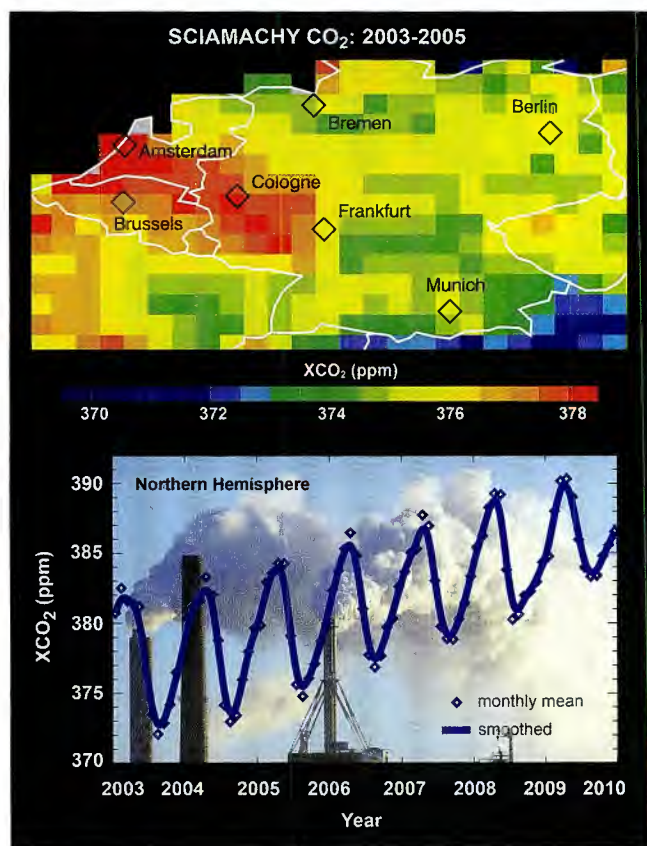 SCIAMACHY CO₂: 2003-2005
Berlin
Bremen
Amsterdam
Cologne
Brussels
Frankfurt
Munich
XCO₂ (ppm)
370 372 374 376 378
Northern Hemisphere
390
385
380
375
370
XCO₂ (ppm)
monthly mean
smoothed
2003 2004 2005 2006 2007 2008 2009 2010
Year